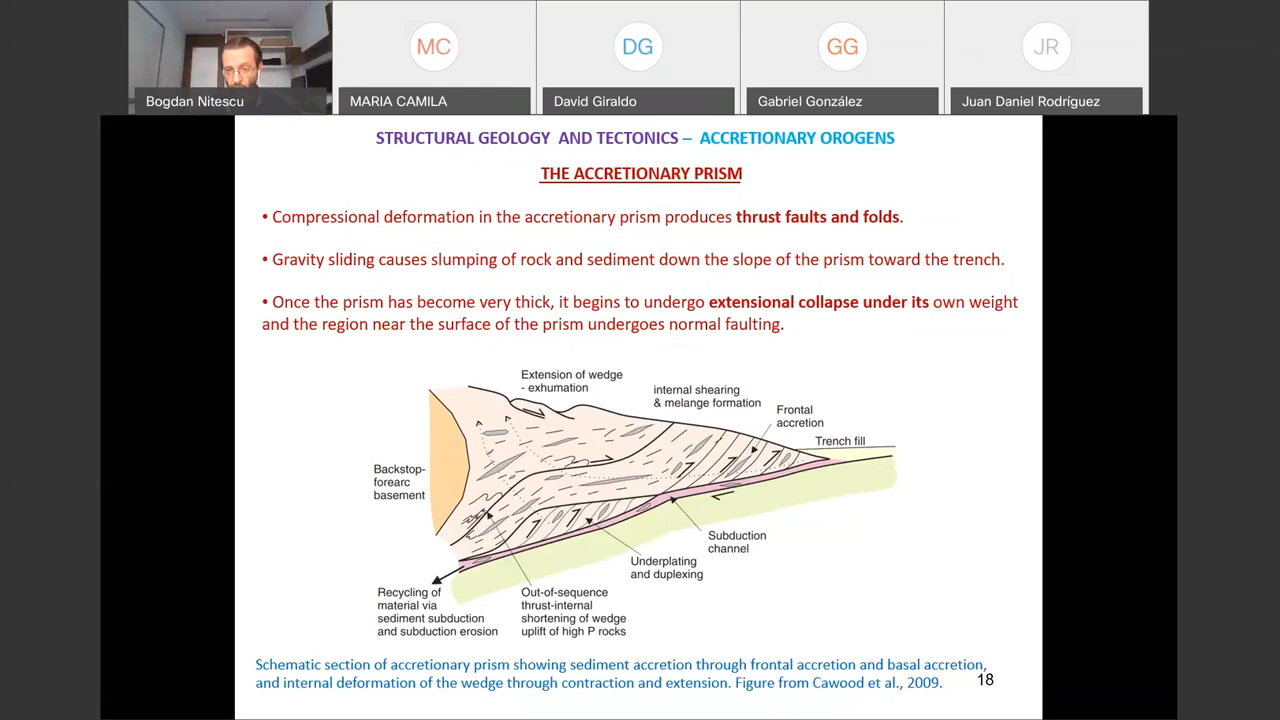 MC
DG
GG
JR
Bogdan Nitescu
MARIA CAMILA
David Giraldo
Gabriel González
Juan Daniel Rodríguez
STRUCTURAL GEOLOGY AND TECTONICS – ACCRETIONARY OROGENS
THE ACCRETIONARY PRISM
• Compressional deformation in the accretionary prism produces thrust faults and folds.
• Gravity sliding causes slumping of rock and sediment down the slope of the prism toward the trench.
• Once the prism has become very thick, it begins to undergo extensional collapse under its own weight
and the region near the surface of the prism undergoes normal faulting.
Extension of wedge
- exhumation
internal shearing
& melange formation
Frontal
accretion
Trench fill
Backstop-
forearc
basement
Subduction
channel
Underplating
and duplexing
Recycling of
material via
sediment subduction
and subduction erosion
Out-of-sequence
thrust-internal
shortening of wedge
uplift of high P rocks
Schematic section of accretionary prism showing sediment accretion through frontal accretion and basal accretion,
and internal deformation of the wedge through contraction and extension. Figure from Cawood et al., 2009.
18